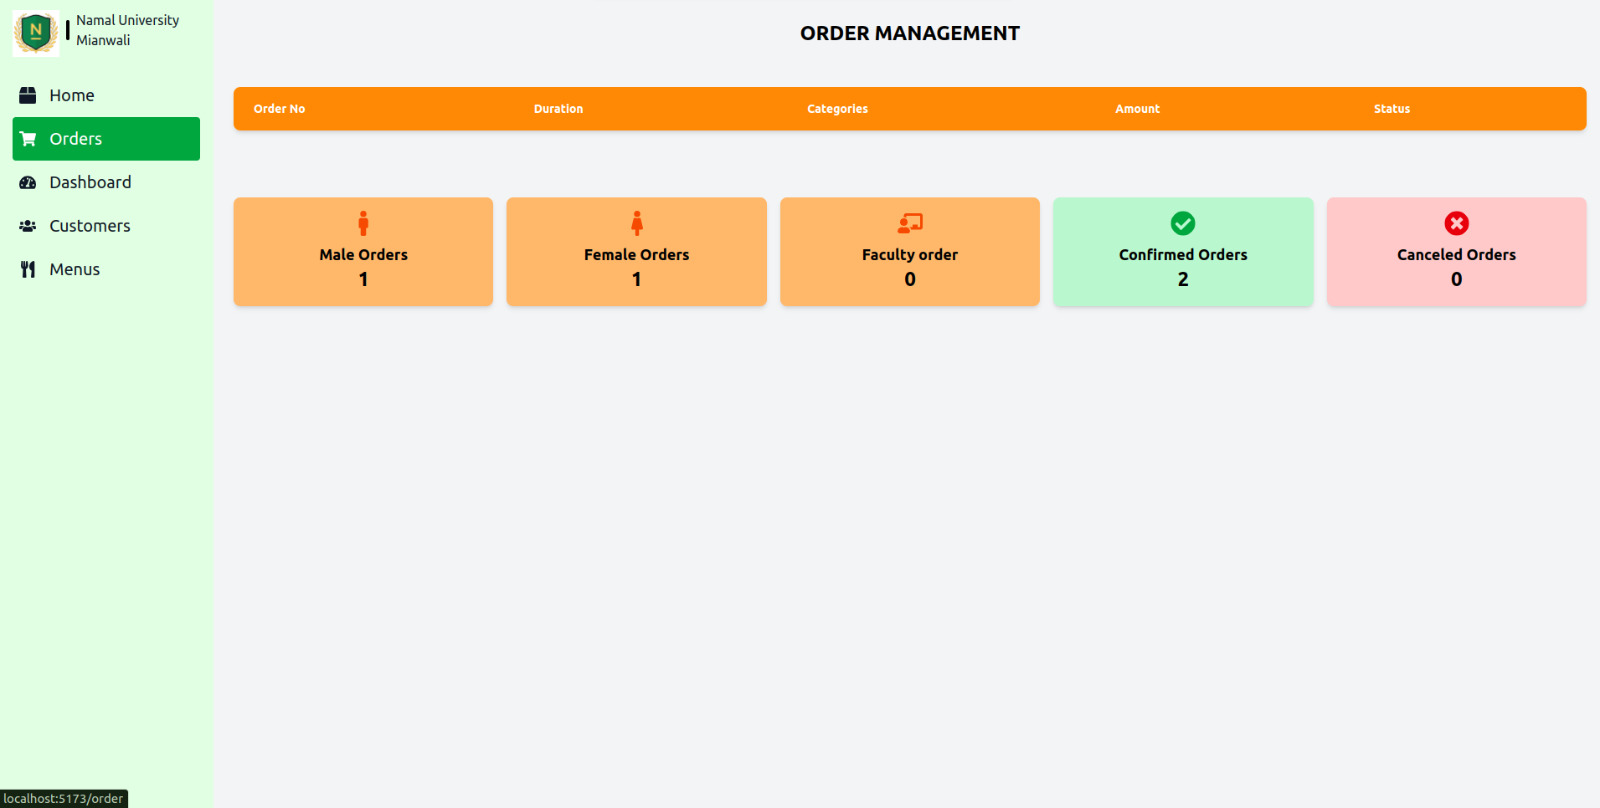 N
Namal University
Mianwali
Home
Orders
Dashboard
Customers
Menus
ORDER MANAGEMENT
Order No Duration Categories Amount Status
Male Orders
1
Female Orders
1
Faculty order
0
Confirmed Orders
2
Canceled Orders
0
localhost:5173/order